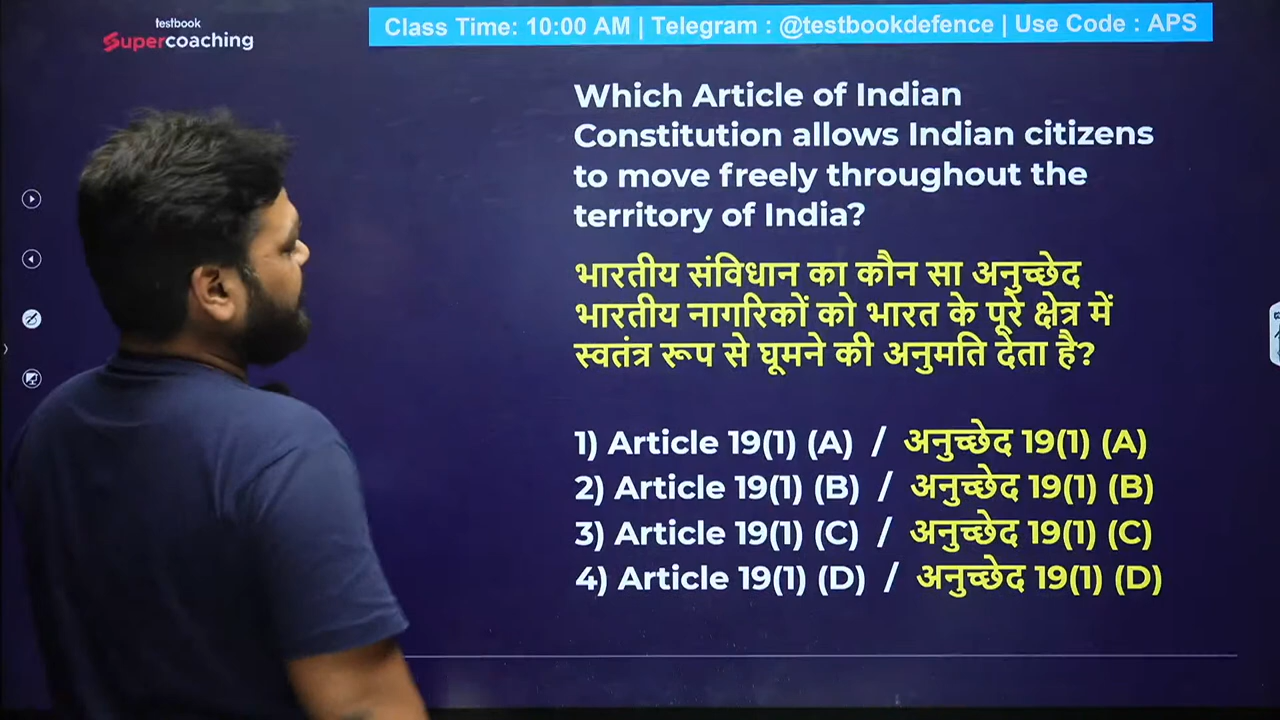 testbook
Supercoaching
Class Time: 10:00 AM | Telegram : @testbookdefence | Use Code : APS
Which Article of Indian
Constitution allows Indian citizens
to move freely throughout the
territory of India?
भारतीय संविधान का कौन सा अनुच्छेद
भारतीय नागरिकों को भारत के पूरे क्षेत्र में
स्वतंत्र रूप से घूमने की अनुमति देता है?
1) Article 19(1) (A) / अनुच्छेद 19(1) (A)
2) Article 19(1) (B) / अनुच्छेद 19(1) (B)
3) Article 19(1) (C) / अनुच्छेद 19(1) (C)
4) Article 19(1) (D) / अनुच्छेद 19(1) (D)